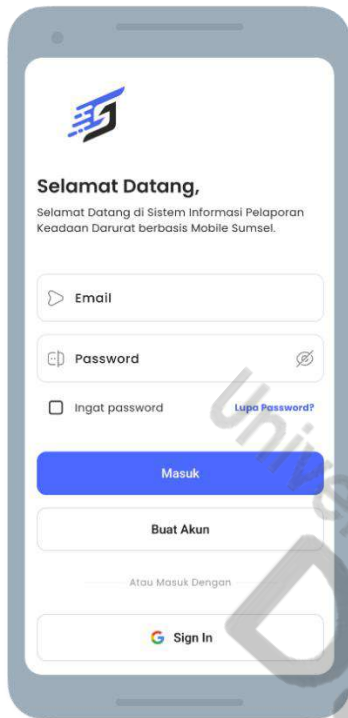 Selamat Datang,
Selamat Datang di Sistem Informasi Pelaporan
Keadaan Darurat berbasis Mobile Sumsel.
Email
Password
Ingat password Lupa Password?
Masuk
Buat Akun
Atau Masuk Dengan
Sign In